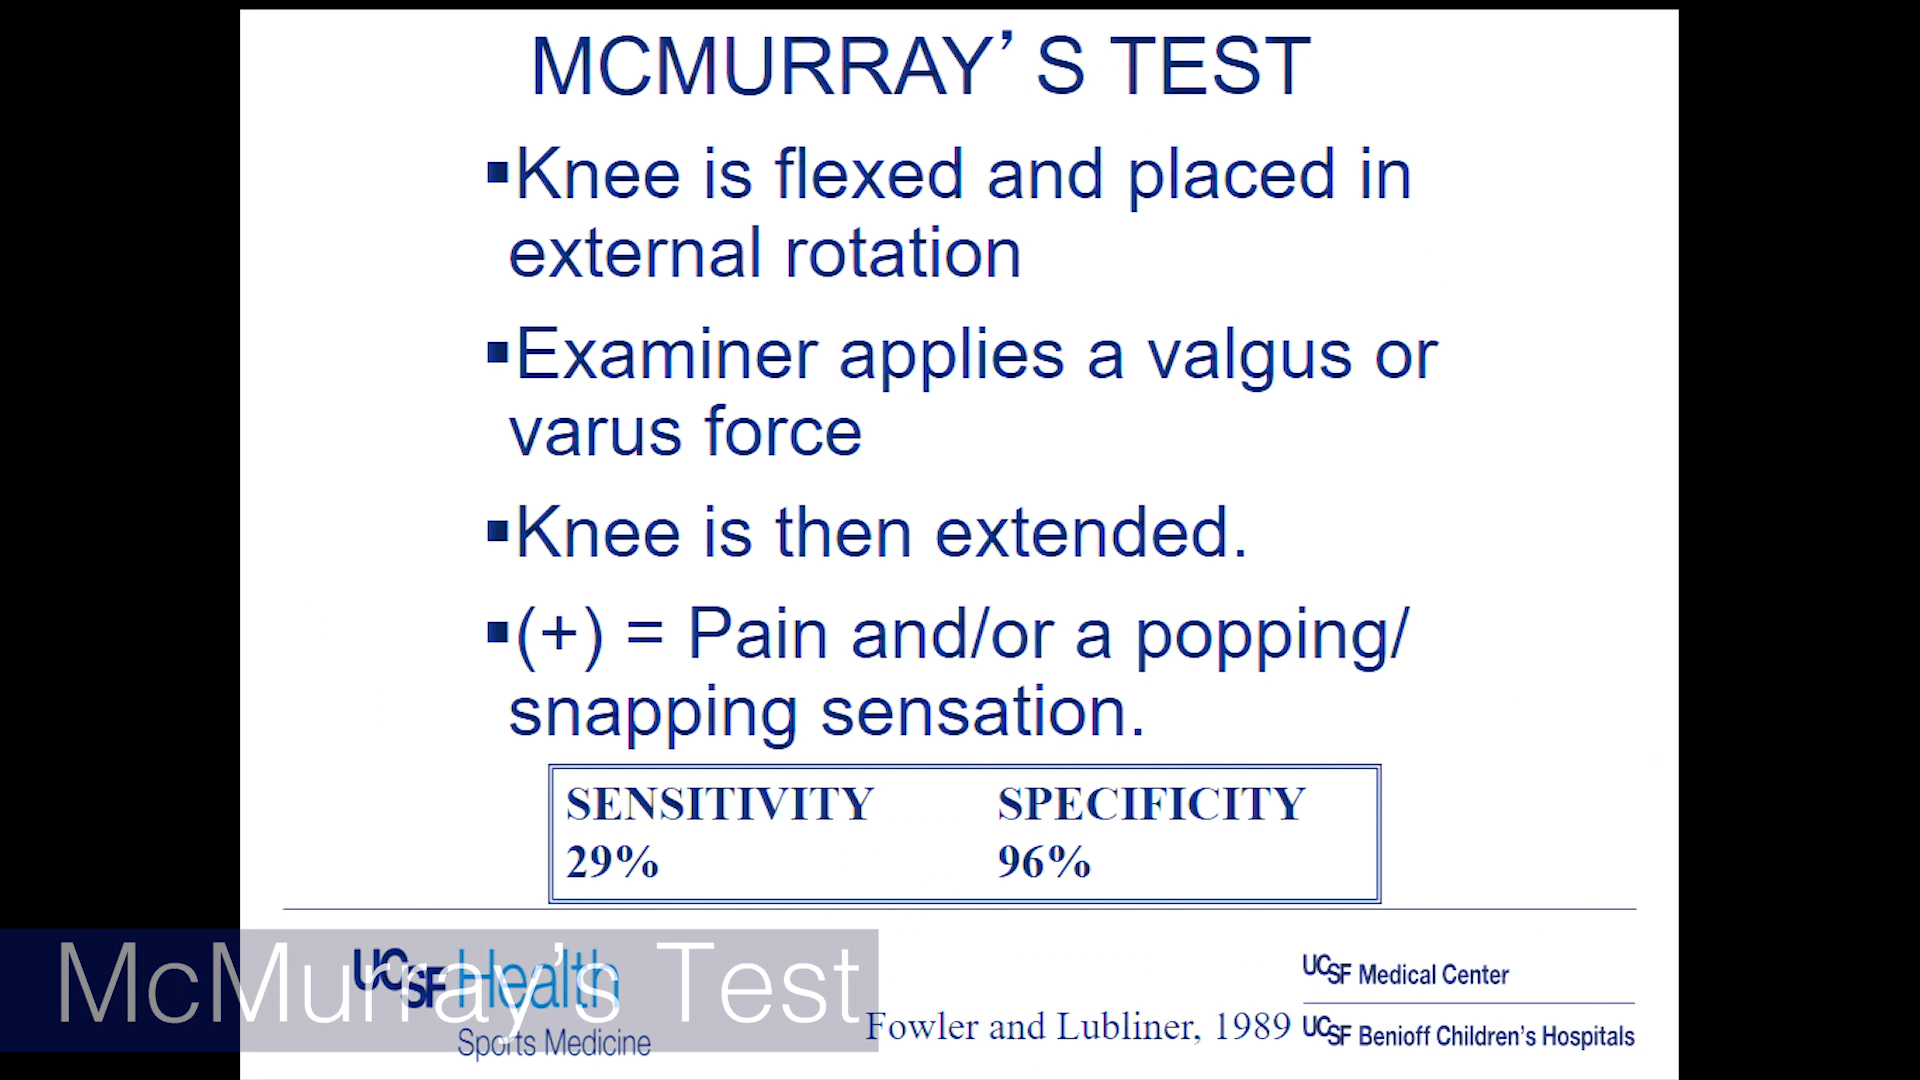 MCMURRAY’S TEST
▪Knee is flexed and placed in
external rotation
▪Examiner applies a valgus or
varus force
▪Knee is then extended.
▪(+) = Pain and/or a popping/
snapping sensation.
SENSITIVITY SPECIFICITY
29% 96%
McMurray's Test
UCSF Health
Sports Medicine
Fowler and Lubliner, 1989
UCSF Medical Center
UCSF Benioff Children's Hospitals